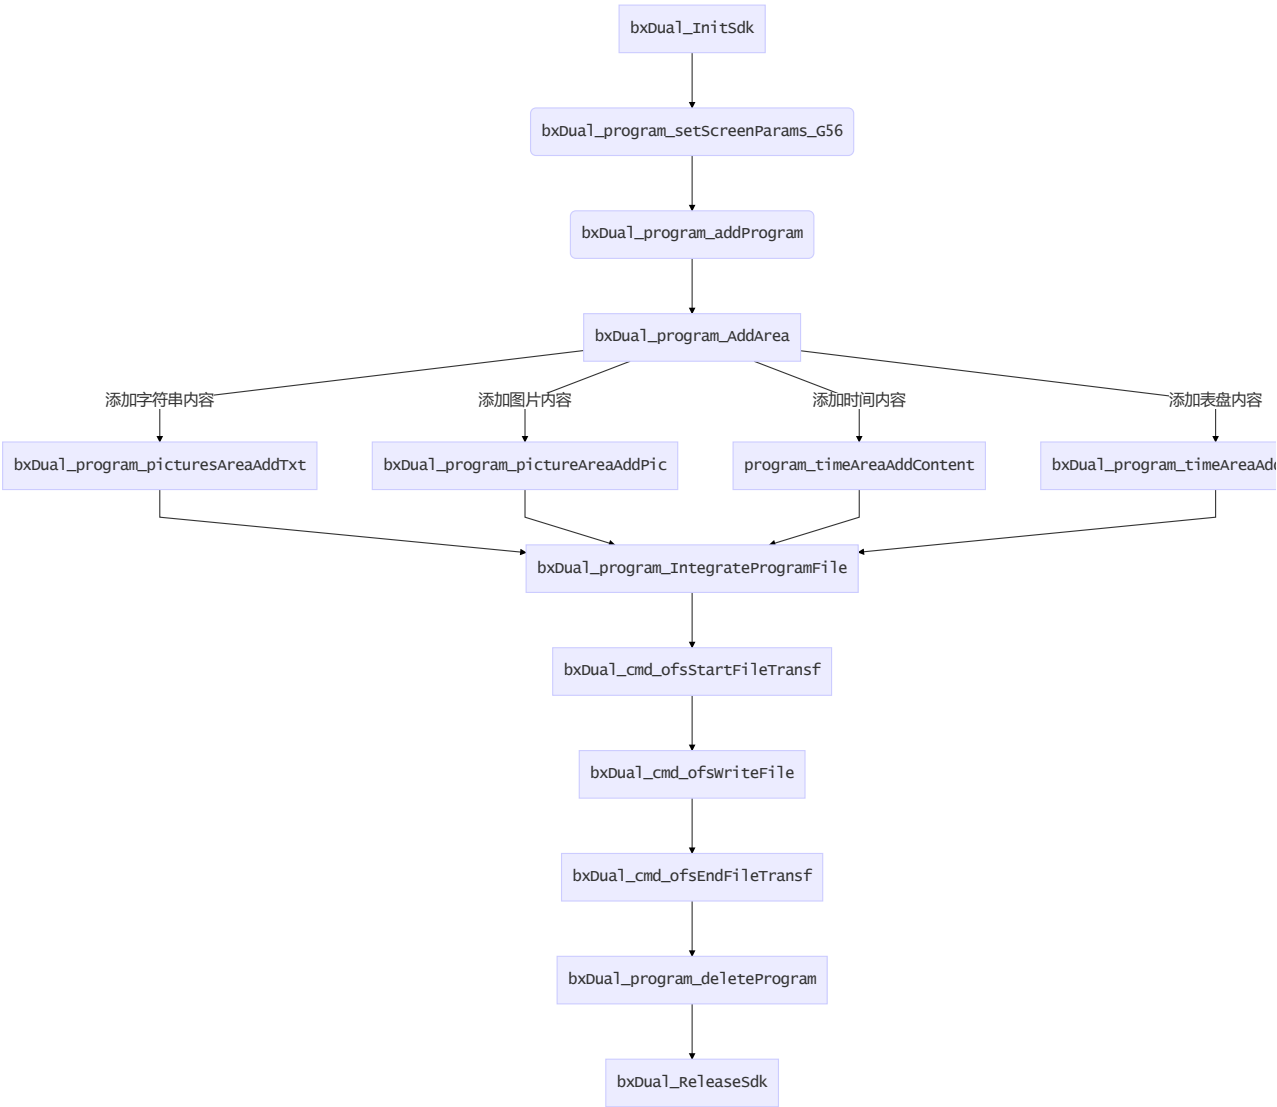 bxDual_InitSdk
bxDual_program_setScreenParams_G56
bxDual_program_addProgram
bxDual_program_AddArea
添加字符串内容
添加图片内容
添加时间内容
添加表盘内容
bxDual_program_picturesAreaAddTxt
bxDual_program_pictureAreaAddPic
program_timeAreaAddContent
bxDual_program_timeAreaAdd
bxDual_program_IntegrateProgramFile
bxDual_cmd_ofsStartFileTransf
bxDual_cmd_ofsWriteFile
bxDual_cmd_ofsEndFileTransf
bxDual_program_deleteProgram
bxDual_ReleaseSdk